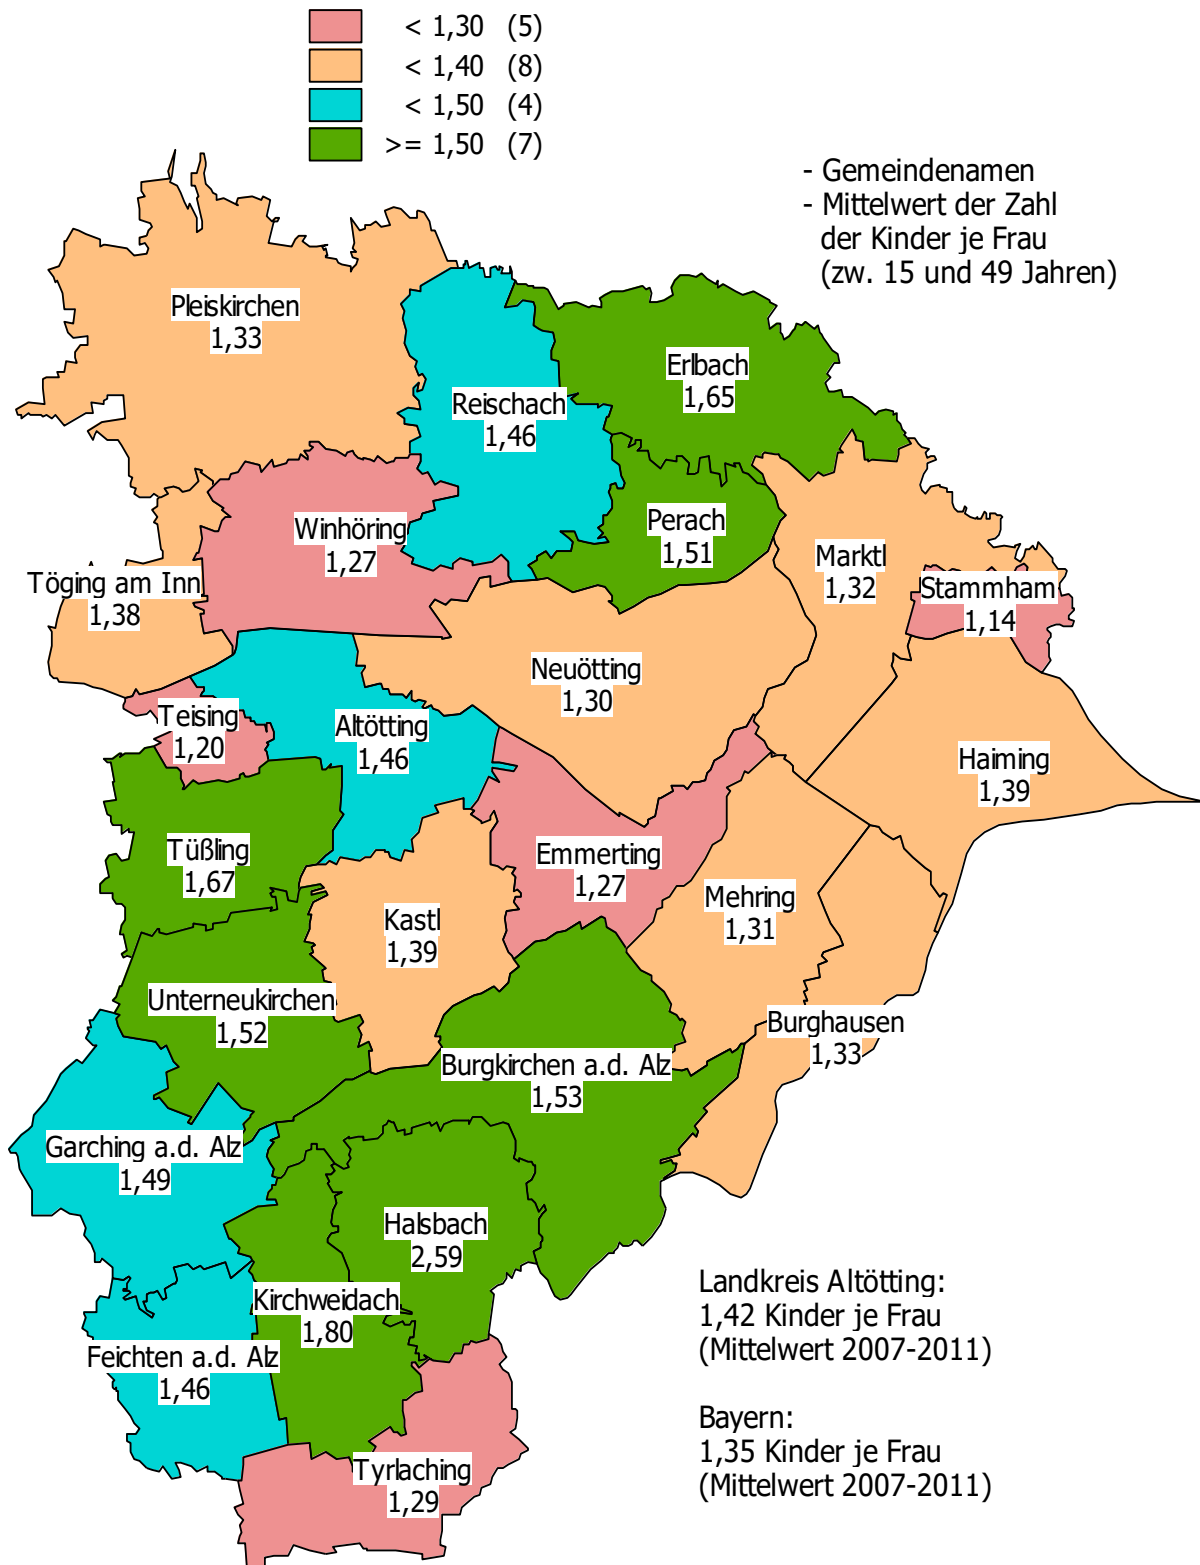 < 1,30 (5)
< 1,40 (8)
< 1,50 (4)
>= 1,50 (7)
- Gemeindenamen
- Mittelwert der Zahl
der Kinder je Frau
(zw. 15 und 49 Jahren)
Pleiskirchen
1,33
Erlbach
1,65
Reischach
1,46
Winhöring
1,27
Perach
1,51
Marktl
1,32
Töging am Inn
1,38
Stammham
1,14
Neuötting
1,30
Teising
1,20
Altötting
1,46
Haiming
1,39
Tüßling
1,67
Emmerting
1,27
Mehring
1,31
Kastl
1,39
Unterneukirchen
1,52
Burghausen
1,33
Burgkirchen a.d. Alz
1,53
Garching a.d. Alz
1,49
Halsbach
2,59
Kirchweidach
1,80
Feichten a.d. Alz
1,46
Tyrlaching
1,29
Landkreis Altötting:
1,42 Kinder je Frau
(Mittelwert 2007-2011)
Bayern:
1,35 Kinder je Frau
(Mittelwert 2007-2011)